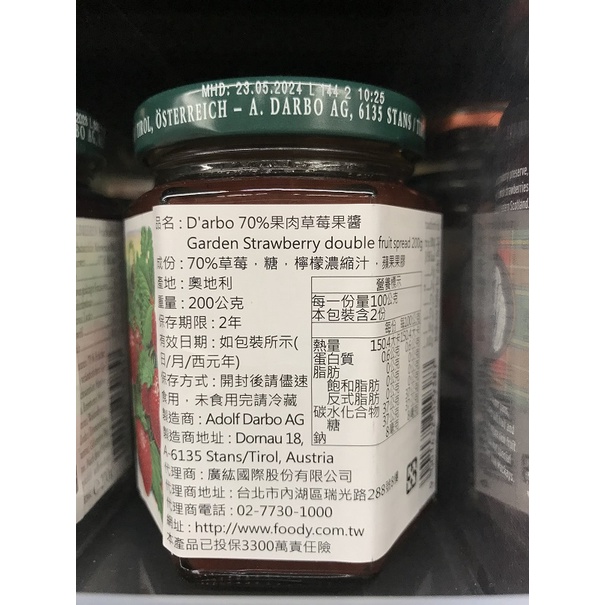 MHD: 23.05.2024 L 144 2 10:25
TIROL, ÖSTERREICH – A. DARBO AG, 6135 STANS / TI
品名：D'arbo 70%果肉草莓果醬
Garden Strawberry double fruit spread 200g
成份：70%草莓，糖，檸檬濃縮汁，蘋果果膠
產地：奧地利
重量：200公克
保存期限：2年
有效日期：如包裝所示(
日/月/西元年)
保存方式：開封後請儘速
食用，未食用完請冷藏
製造商：Adolf Darbo AG
製造商地址：Dornau 18,
A-6135 Stans/Tirol, Austria
代理商：廣紘國際股份有限公司
代理商地址：台北市內湖區瑞光路288號
代理商電話：02-7730-1000
網址：http://www.foody.com.tw
本產品已投保3300萬責任險
營養標示
每一份量100公克
本包裝含2份
每份 每100公克
熱量
蛋白質
脂肪
飽和脂肪
反式脂肪
碳水化合物
糖
鈉